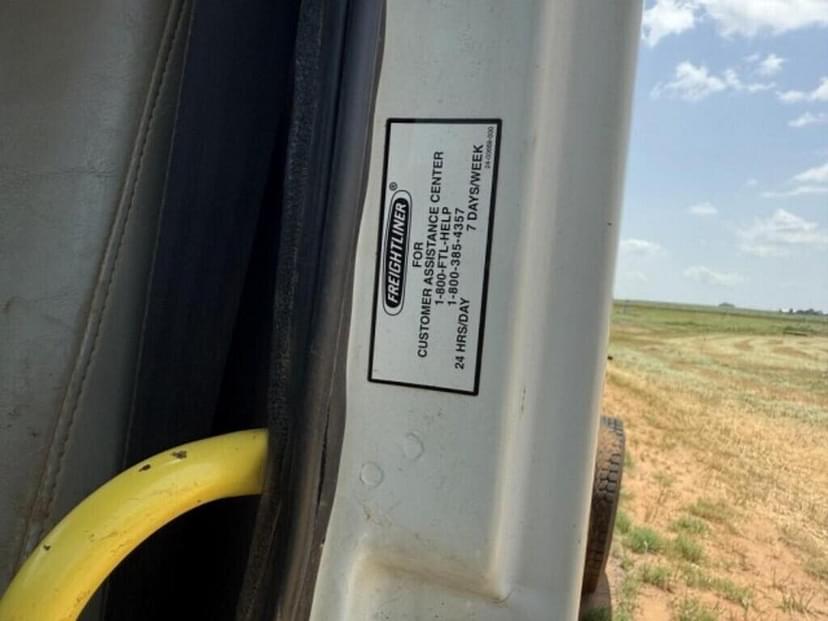 FREIGHTLINER®
FOR
CUSTOMER ASSISTANCE CENTER
1-800-FTL-HELP
1-800-385-4357
24 HRS/DAY 7 DAYS/WEEK